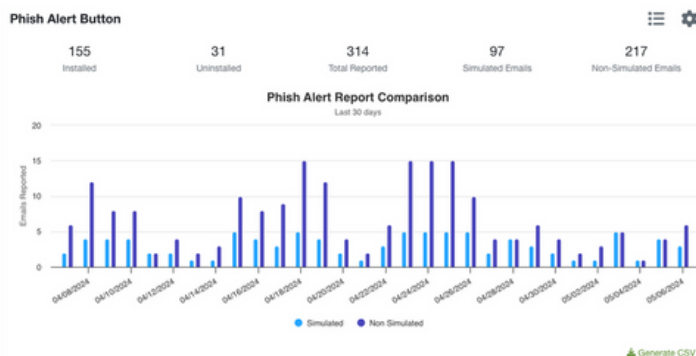 Phish Alert Button
155 31 314 97 217
Installed Uninstalled Total Reported Simulated Emails Non-Simulated Emails
Phish Alert Report Comparison
Last 30 days
Emails Reported
20
15
10
5
0
04/08/2024 04/10/2024 04/12/2024 04/14/2024 04/16/2024 04/18/2024 04/20/2024 04/22/2024 04/24/2024 04/26/2024 04/28/2024 04/30/2024 05/02/2024 05/04/2024 05/06/2024
Simulated Non Simulated
Generate CSV